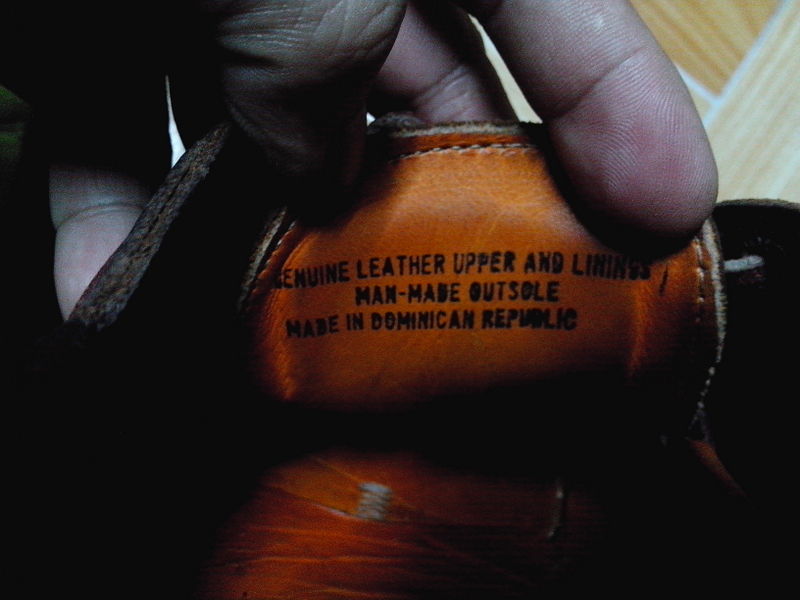 GENUINE LEATHER UPPER AND LININGS
MAN-MADE OUTSOLE
MADE IN DOMINICAN REPUBLIC